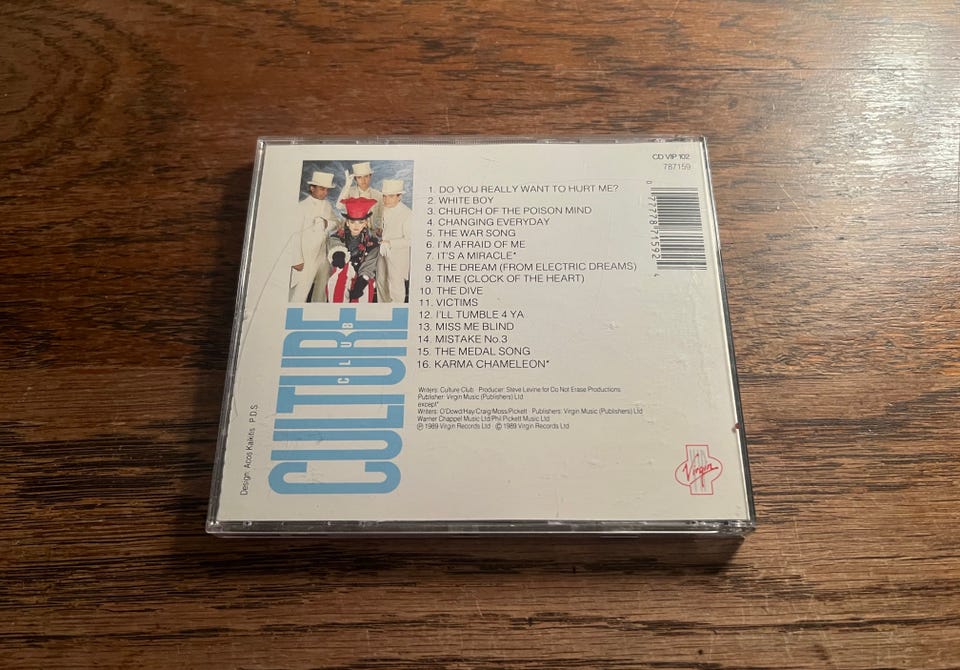 CD VIP 102
787159
0 77778 71592 4
1. DO YOU REALLY WANT TO HURT ME?
2. WHITE BOY
3. CHURCH OF THE POISON MIND
4. CHANGING EVERYDAY
5. THE WAR SONG
6. I'M AFRAID OF ME
7. IT'S A MIRACLE*
8. THE DREAM (FROM ELECTRIC DREAMS)
9. TIME (CLOCK OF THE HEART)
10. THE DIVE
11. VICTIMS
12. I'LL TUMBLE 4 YA
13. MISS ME BLIND
14. MISTAKE No.3
15. THE MEDAL SONG
16. KARMA CHAMELEON*
CULTURE
CLUB
Writers: Culture Club · Producer: Steve Levine for Do Not Erase Productions
Publisher: Virgin Music (Publishers) Ltd
except*
Writers: O'Dowd/Hay/Craig/Moss/Pickett · Publishers: Virgin Music (Publishers) Ltd
Warner Chappel Music Ltd/Phil Pickett Music Ltd
℗ 1989 Virgin Records Ltd · © 1989 Virgin Records Ltd
Design: Acos Kaikitis P.D.S.
Virgin